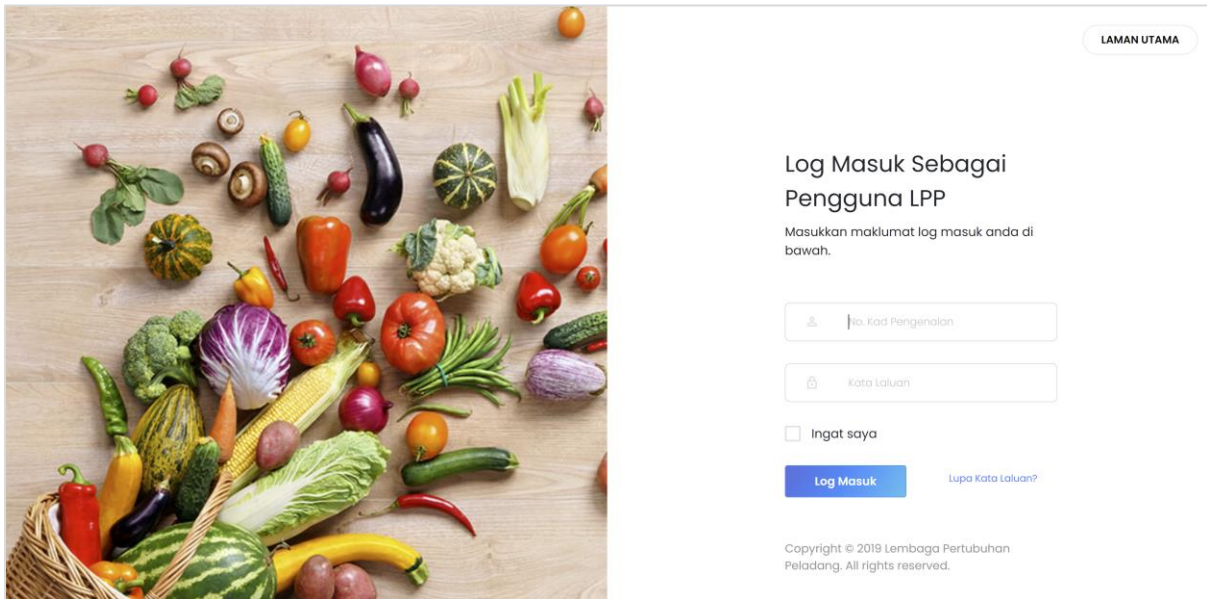 LAMAN UTAMA
Log Masuk Sebagai
Pengguna LPP
Masukkan maklumat log masuk anda di
bawah.
No. Kad Pengenalan
Kata Laluan
Ingat saya
Log Masuk
Lupa Kata Laluan?
Copyright © 2019 Lembaga Pertubuhan
Peladang. All rights reserved.